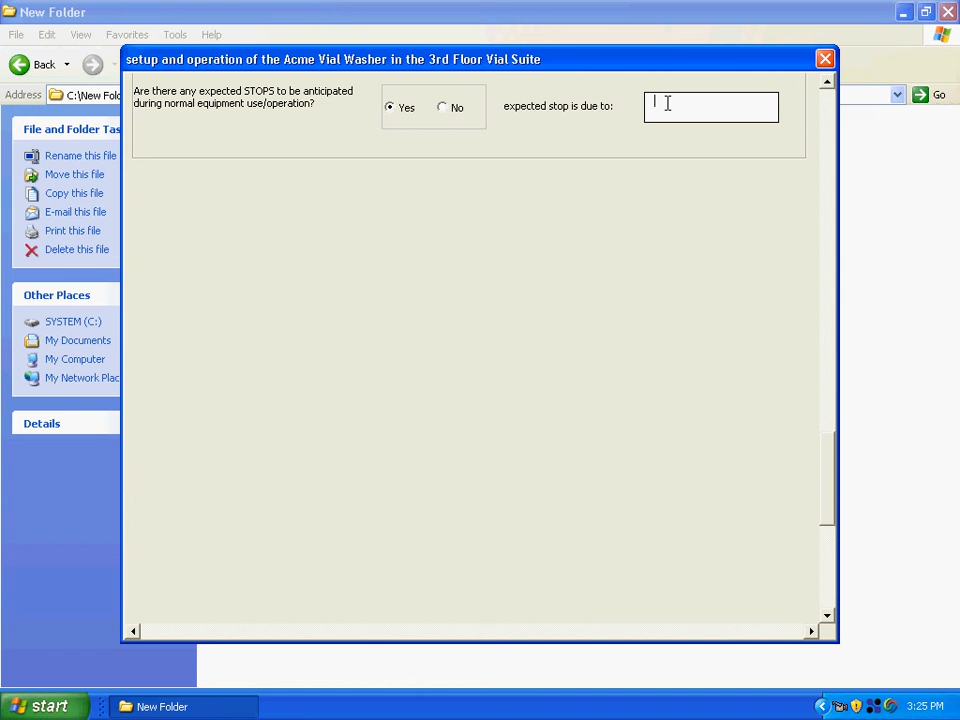 New Folder
File Edit View Favorites Tools Help
Back
Address C:\New Fold Go
setup and operation of the Acme Vial Washer in the 3rd Floor Vial Suite
Are there any expected STOPS to be anticipated
during normal equipment use/operation?
Yes No
expected stop is due to:
File and Folder Tas
Rename this file
Move this file
Copy this file
E-mail this file
Print this file
Delete this file
Other Places
SYSTEM (C:)
My Documents
My Computer
My Network Plac
Details
start New Folder 3:25 PM